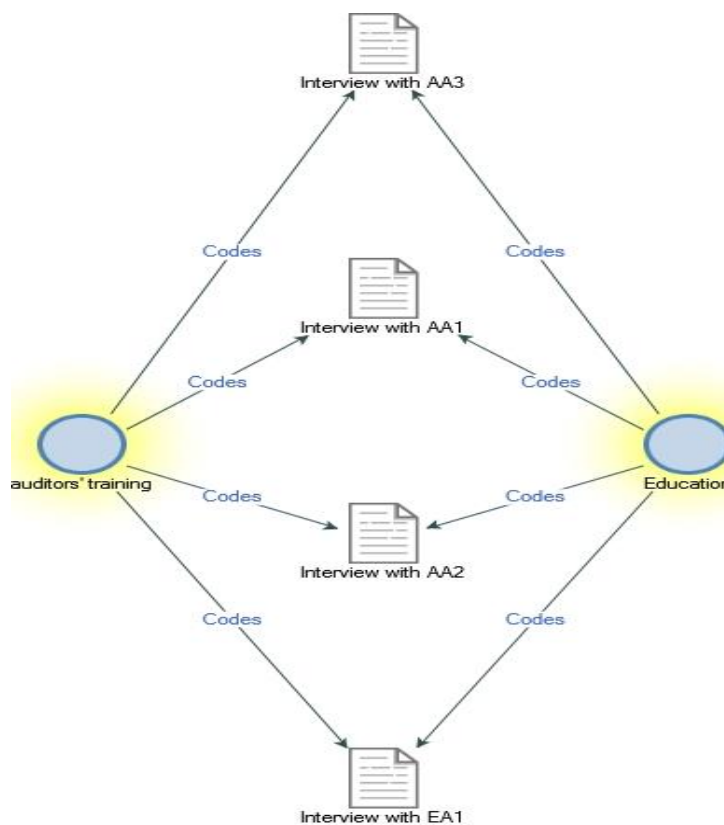 Interview with AA3
Codes
Codes
Interview with AA1
Codes
Codes
auditors' training
Education
Codes
Codes
Interview with AA2
Codes
Codes
Interview with EA1